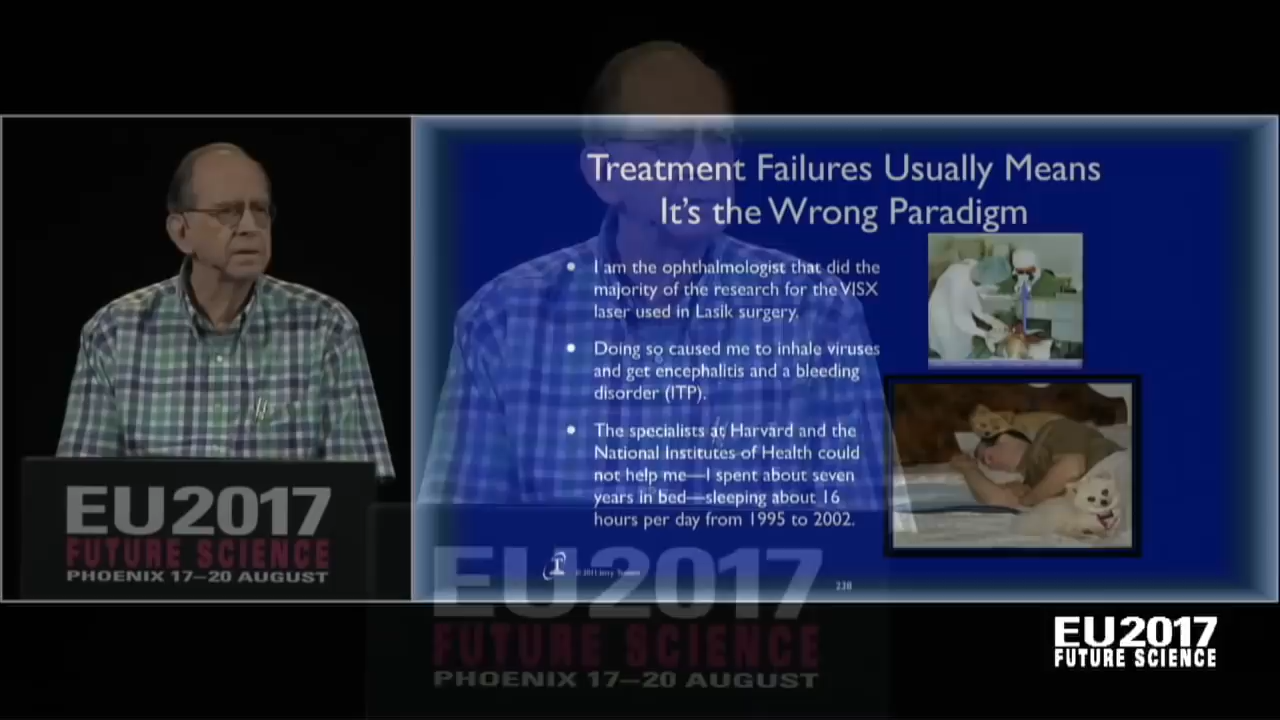 Treatment Failures Usually Means
It's the Wrong Paradigm
I am the ophthalmologist that did the
majority of the research for the VISX
laser used in Lasik surgery.
Doing so caused me to inhale viruses
and get encephalitis and a bleeding
disorder (ITP).
The specialists at Harvard and the
National Institutes of Health could
not help me—I spent about seven
years in bed—sleeping about 16
hours per day from 1995 to 2002.
T
238
EU2017
FUTURE SCIENCE
PHOENIX 17–20 AUGUST
EU2017
FUTURE SCIENCE
PHOENIX 17–20 AUGUST
EU2017
FUTURE SCIENCE